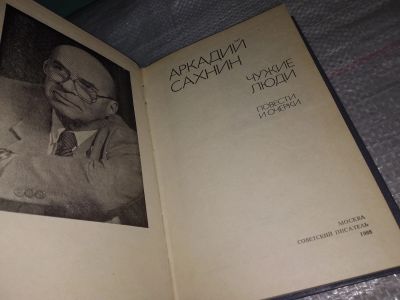 АРКАДИЙ
САХНИН
ЧУЖИЕ
ЛЮДИ
ПОВЕСТИ
И ОЧЕРКИ
МОСКВА
СОВЕТСКИЙ ПИСАТЕЛЬ
1988